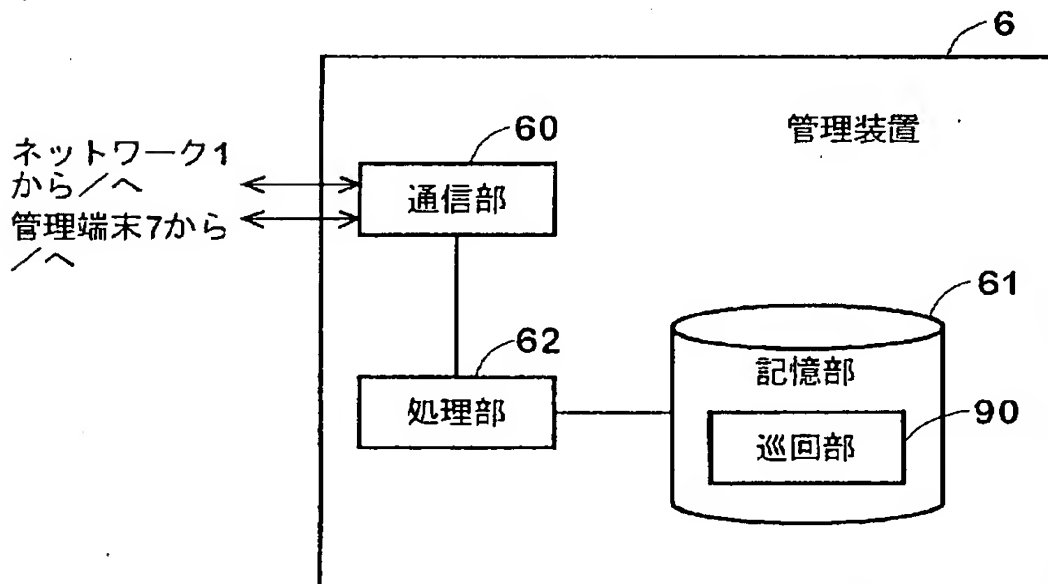 6
管理装置
ネットワーク1
から／へ
管理端末7から
／へ
60
通信部
62
処理部
61
記憶部
90
巡回部